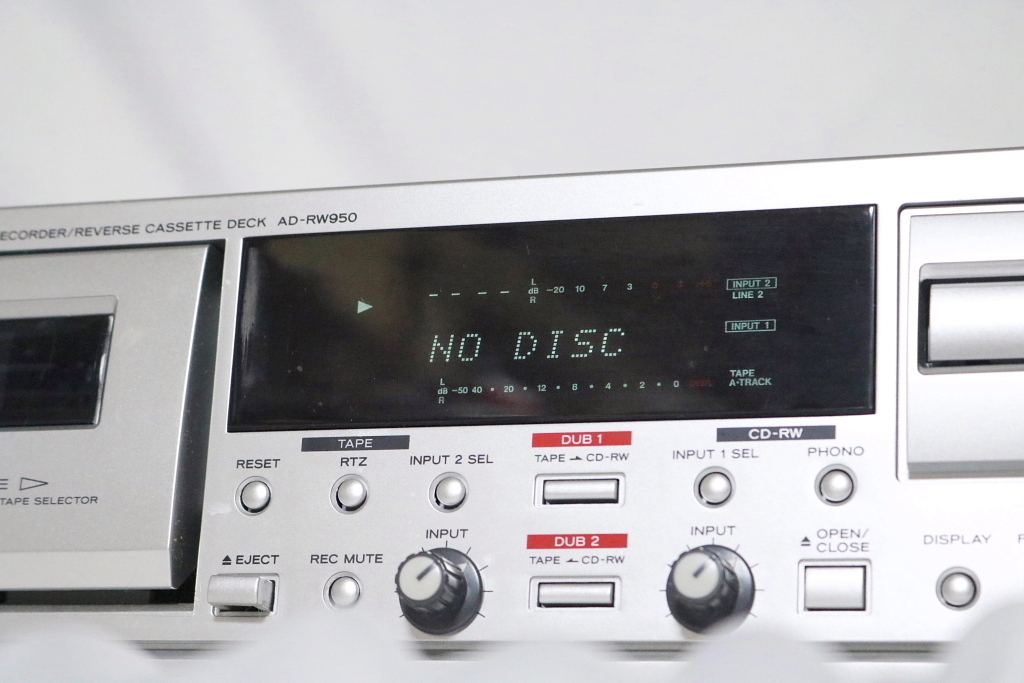 ECORDER/REVERSE CASSETTE DECK AD-RW950
L
dB -20 10 7 3
R
INPUT 2
LINE 2
INPUT 1
NO DISC
L
dB -50 40 • 20 • 12 • 8 • 4 • 2 • 0
R
TAPE
A•TRACK
TAPE
DUB 1
CD-RW
RESET
RTZ
INPUT 2 SEL
TAPE CD-RW
INPUT 1 SEL
PHONO
TAPE SELECTOR
EJECT
REC MUTE
INPUT
DUB 2
TAPE CD-RW
INPUT
OPEN/
CLOSE
DISPLAY